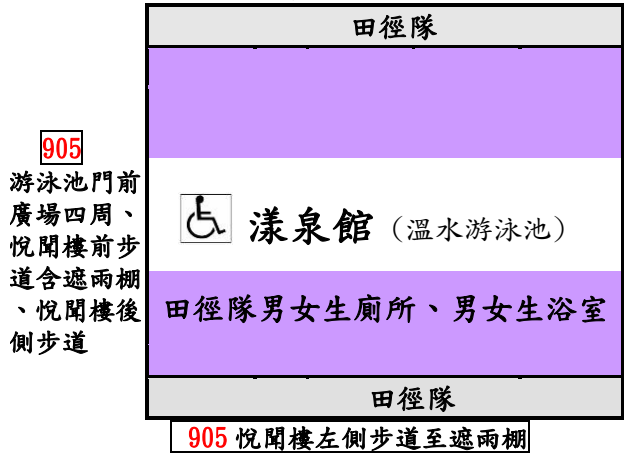 田徑隊
905
游泳池門前
廣場四周、
悅聞樓前步
道含遮雨棚
、悅聞樓後
側步道
漾泉館（溫水游泳池）
田徑隊男女生廁所、男女生浴室
田徑隊
905 悅聞樓左側步道至遮雨棚